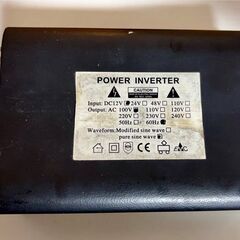 POWER INVERTER
CAUTION
Input: DC12V 24V 48V 110V
Output: AC 100V 110V 120V
220V 230V 240V
50Hz 60Hz
Waveform: Modified sine wave
pure sine wave